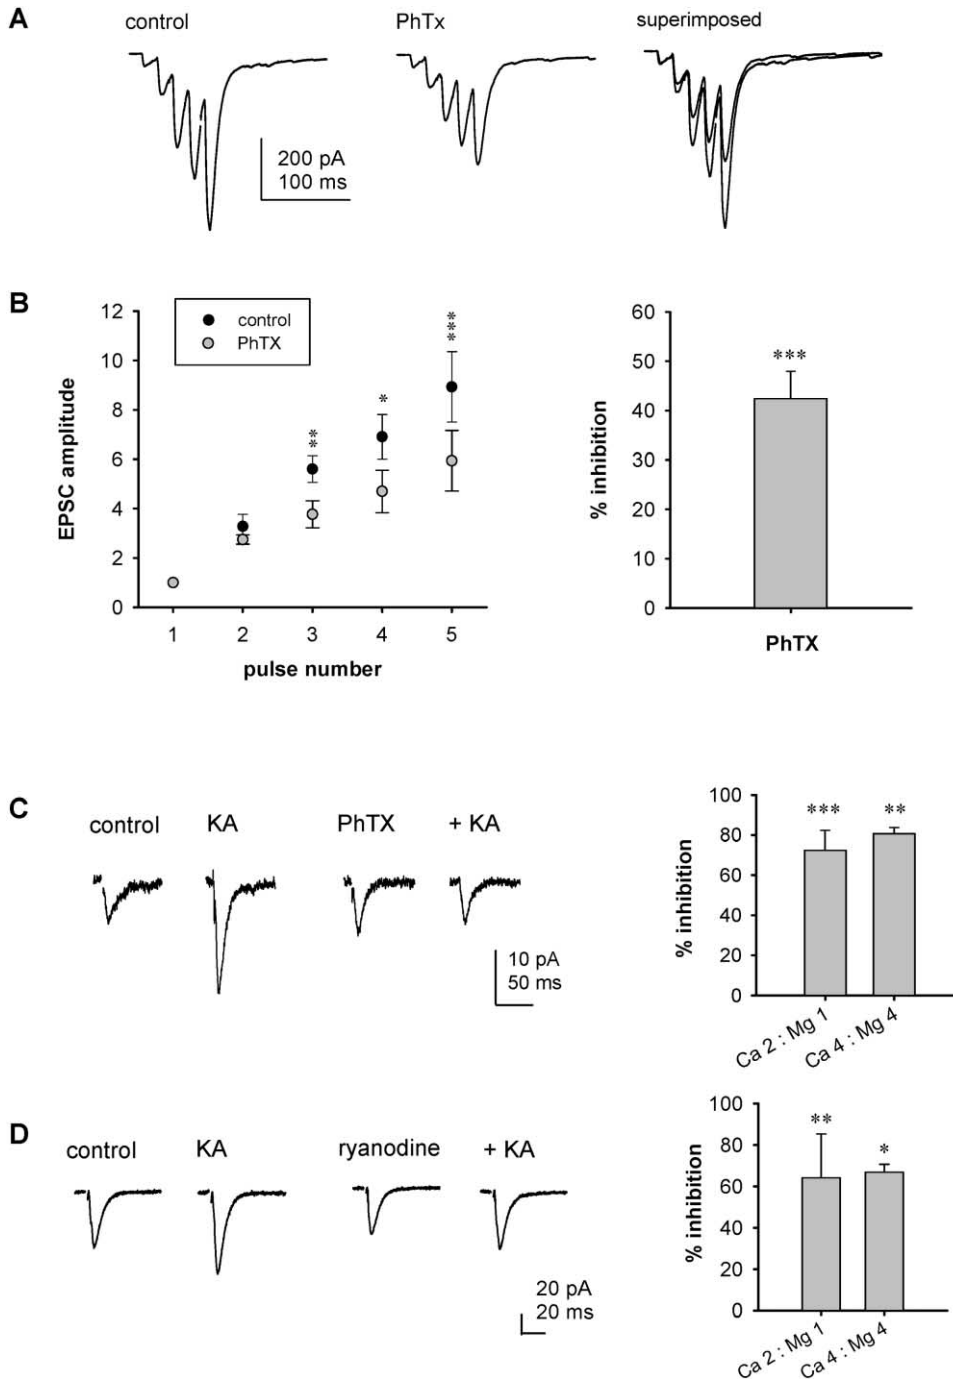 A
control
PhTx
superimposed
200 pA
100 ms
B
12
10
8
6
4
2
0
EPSC amplitude
control
PhTX
**
*
***
1 2 3 4 5
pulse number
60
50
40
30
20
10
0
% inhibition
***
PhTX
C
control KA PhTX + KA
10 pA
50 ms
100
80
60
40
20
0
% inhibition
*** **
Ca 2 : Mg 1
Ca 4 : Mg 4
D
control KA ryanodine + KA
20 pA
20 ms
100
80
60
40
20
0
% inhibition
** *
Ca 2 : Mg 1
Ca 4 : Mg 4